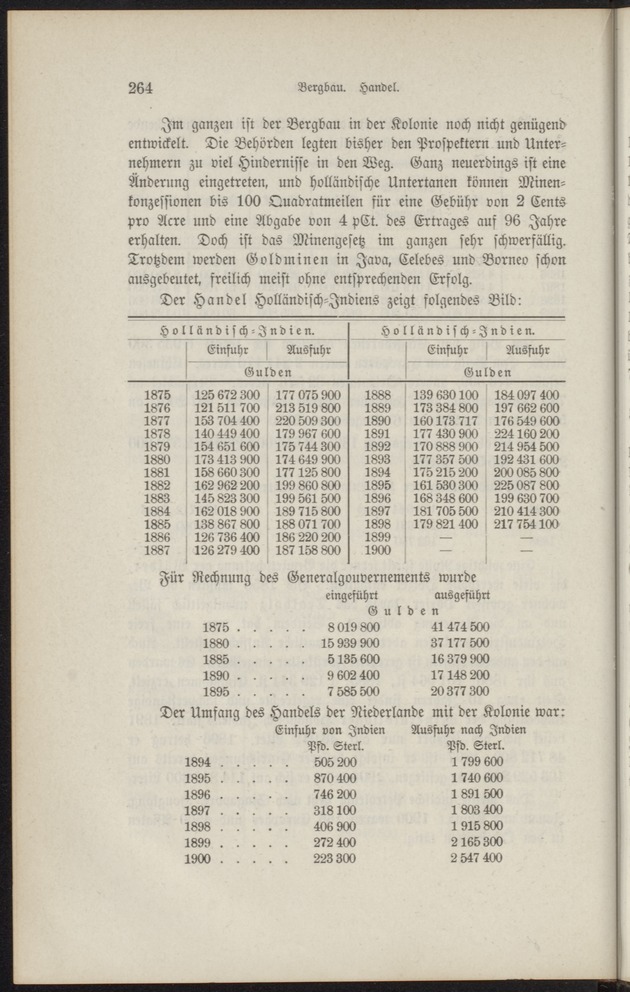 264 Bergbau. Handel.
Im ganzen ist der Bergbau in der Kolonie noch nicht genügend
entwickelt. Die Behörden legten bisher den Prospektern und Unter-
nehmern zu viel Hindernisse in den Weg. Ganz neuerdings ist eine
Änderung eingetreten, und holländische Untertanen können Minen-
konzessionen bis 100 Quadratmeilen für eine Gebühr von 2 Cents
pro Acre und eine Abgabe von 4 pCt. des Ertrages auf 96 Jahre
erhalten. Doch ist das Minengesetz im ganzen sehr schwerfällig.
Trotzdem werden Goldminen in Java, Celebes und Borneo schon
ausgebeutet, freilich meist ohne entsprechenden Erfolg.
Der Handel Holländisch-Indiens zeigt folgendes Bild:
Holländisch-Indien. Holländisch-Indien.
Einfuhr Ausfuhr Einfuhr Ausfuhr
Gulden Gulden
1875 125 672 300 177 075 900 1888 139 630 100 184 097 400
1876 121 511 700 213 519 800 1889 173 384 800 197 662 600
1877 153 704 400 220 509 300 1890 160 173 717 176 549 600
1878 140 449 400 179 967 600 1891 177 430 900 224 160 200
1879 154 651 600 175 744 300 1892 170 888 900 214 954 500
1880 173 413 900 174 649 900 1893 177 357 500 192 431 600
1881 158 660 300 177 125 800 1894 175 215 200 200 085 800
1882 162 962 200 199 860 800 1895 161 530 300 225 087 800
1883 145 823 300 199 561 500 1896 168 348 600 199 630 700
1884 162 018 900 189 715 800 1897 181 705 500 210 414 300
1885 138 867 800 188 071 700 1898 179 821 400 217 754 100
1886 126 736 400 186 220 200 1899 — —
1887 126 279 400 187 158 800 1900 — —
Für Rechnung des Generalgouvernements wurde
eingeführt ausgeführt
Gulden
1875 . . . . . 8 019 800 41 474 500
1880 . . . . . 15 939 900 37 177 500
1885 . . . . . 5 135 600 16 379 900
1890 . . . . . 9 602 400 17 148 200
1895 . . . . . 7 585 500 20 377 300
Der Umfang des Handels der Niederlande mit der Kolonie war:
Einfuhr von Indien Ausfuhr nach Indien
Pfd. Sterl. Pfd. Sterl.
1894 . . . . . 505 200 1 799 600
1895 . . . . . 870 400 1 740 600
1896 . . . . . 746 200 1 891 500
1897 . . . . . 318 100 1 803 400
1898 . . . . . 406 900 1 915 800
1899 . . . . . 272 400 2 165 300
1900 . . . . . 223 300 2 547 400